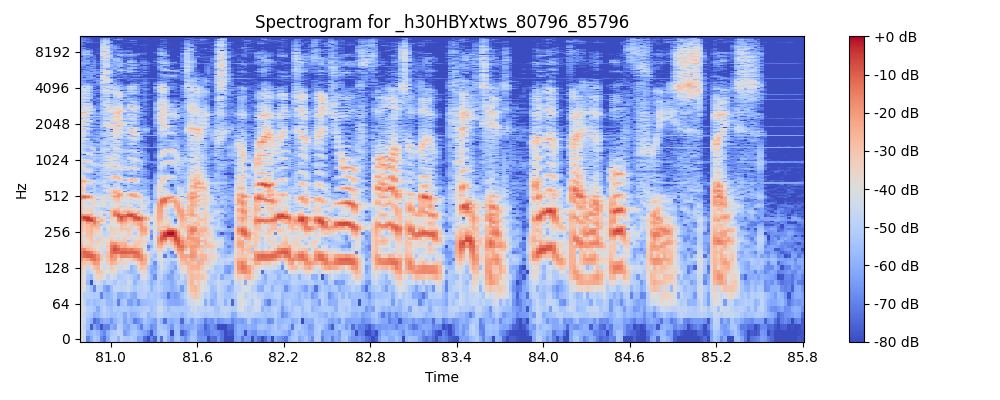 Spectrogram for _h30HBYxtws_80796_85796
Hz
8192
4096
2048
1024
512
256
128
64
0
81.0 81.6 82.2 82.8 83.4 84.0 84.6 85.2 85.8
Time
+0 dB
-10 dB
-20 dB
-30 dB
-40 dB
-50 dB
-60 dB
-70 dB
-80 dB